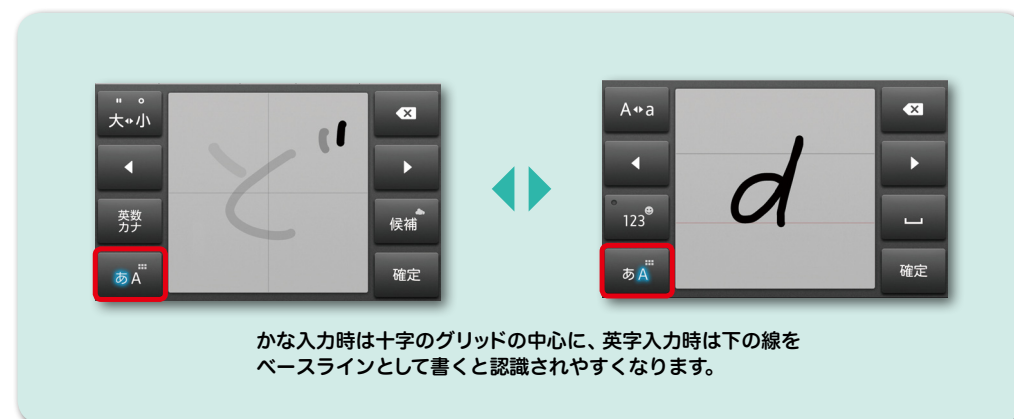 " °
大⇔小
英数
カナ
候補
あA
確定
ど
A⇔a
123
あA
確定
d
かな入力時は十字のグリッドの中心に、英字入力時は下の線を
ベースラインとして書くと認識されやすくなります。